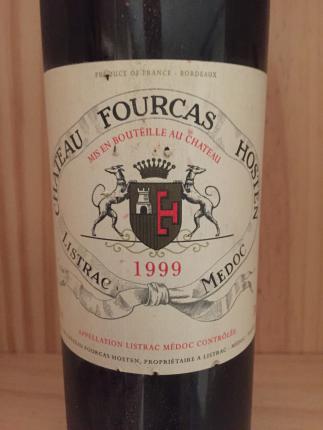 PRODUCE OF FRANCE - BORDEAUX
CHATEAU FOURCAS HOSTEN
MIS EN BOUTEILLE AU CHATEAU
1999
LISTRAC MEDOC
APPELLATION LISTRAC MÉDOC CONTRÔLÉE
FOURCAS HOSTEN, PROPRIÉTAIRE A LISTRAC - MÉDOC